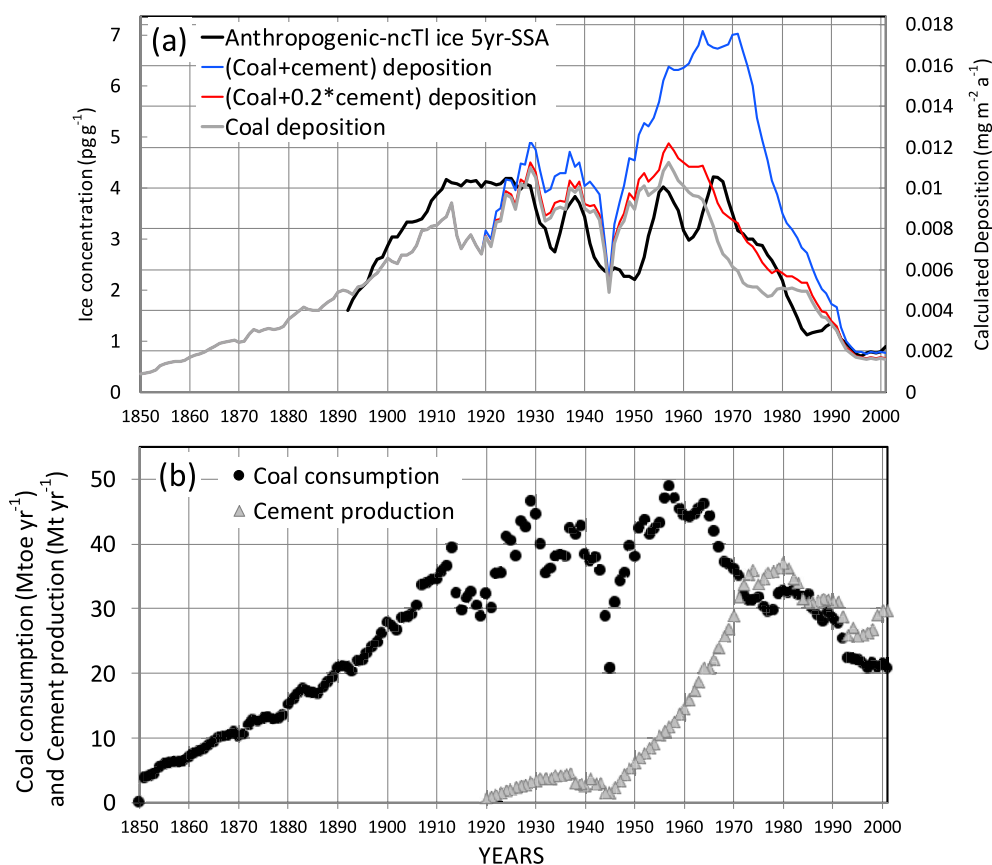 (a)
Anthropogenic-ncTl ice 5yr-SSA
(Coal+cement) deposition
(Coal+0.2*cement) deposition
Coal deposition
Ice concentration (pg g-1)
7
6
5
4
3
2
1
0
Calculated Deposition (mg m-2 a-1)
0.018
0.016
0.014
0.012
0.010
0.008
0.006
0.004
0.002
0.000
1850 1860 1870 1880 1890 1900 1910 1920 1930 1940 1950 1960 1970 1980 1990 2000
(b)
Coal consumption
Cement production
Coal consumption (Mtoe yr-1)
and Cement production (Mt yr-1)
50
40
30
20
10
0
1850 1860 1870 1880 1890 1900 1910 1920 1930 1940 1950 1960 1970 1980 1990 2000
YEARS